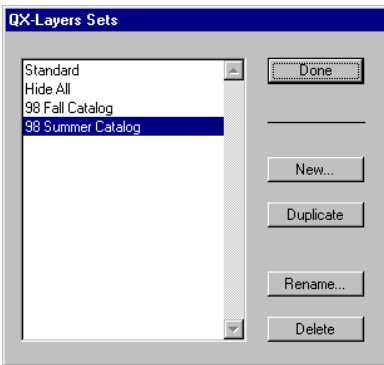 QX-Layers Sets
Standard
Hide All
98 Fall Catalog
98 Summer Catalog
Done
New...
Duplicate
Rename...
Delete